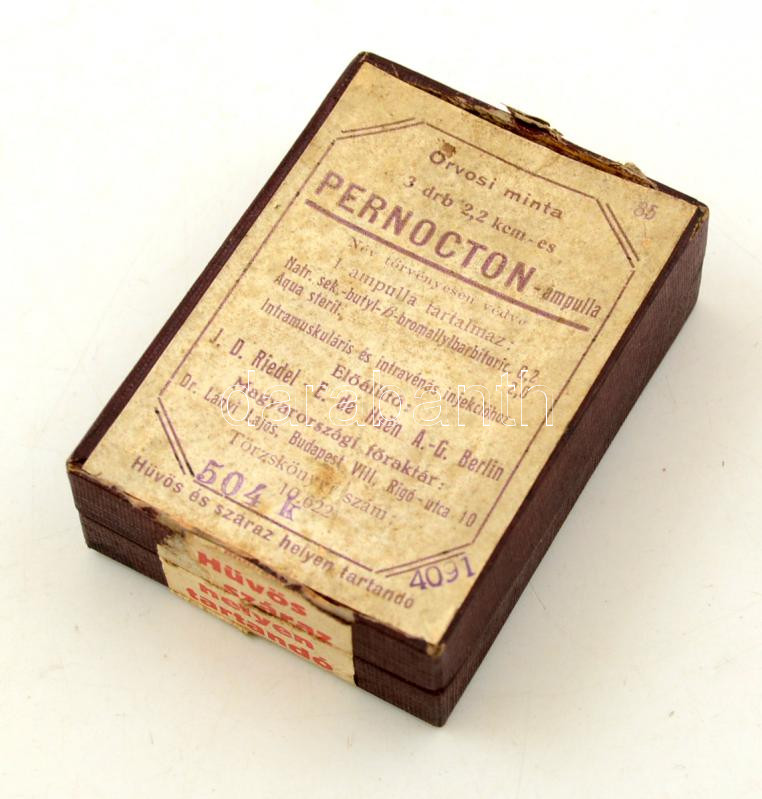 Orvosi minta
85
3 drb 2,2 kcm-es
PERNOCTON-ampulla
Név törvényesen védve
1 ampulla tartalmaz:
Natr. sek.-butyl-β-bromallylbarbituric. 0,2
Aqua steril. 2,0
Intramuskuláris és intravénás injekcióhoz
Előállító:
J. D. Riedel E. de Haën A.-G. Berlin
Magyarországi főraktár:
Dr. Lányi Lajos, Budapest VIII, Rigó-utca 10
Törzskönyvi szám:
10.622
504 k
4091
Hűvös és száraz helyen tartandó
Hűvös
száraz
helyen
tartandó
darabanth